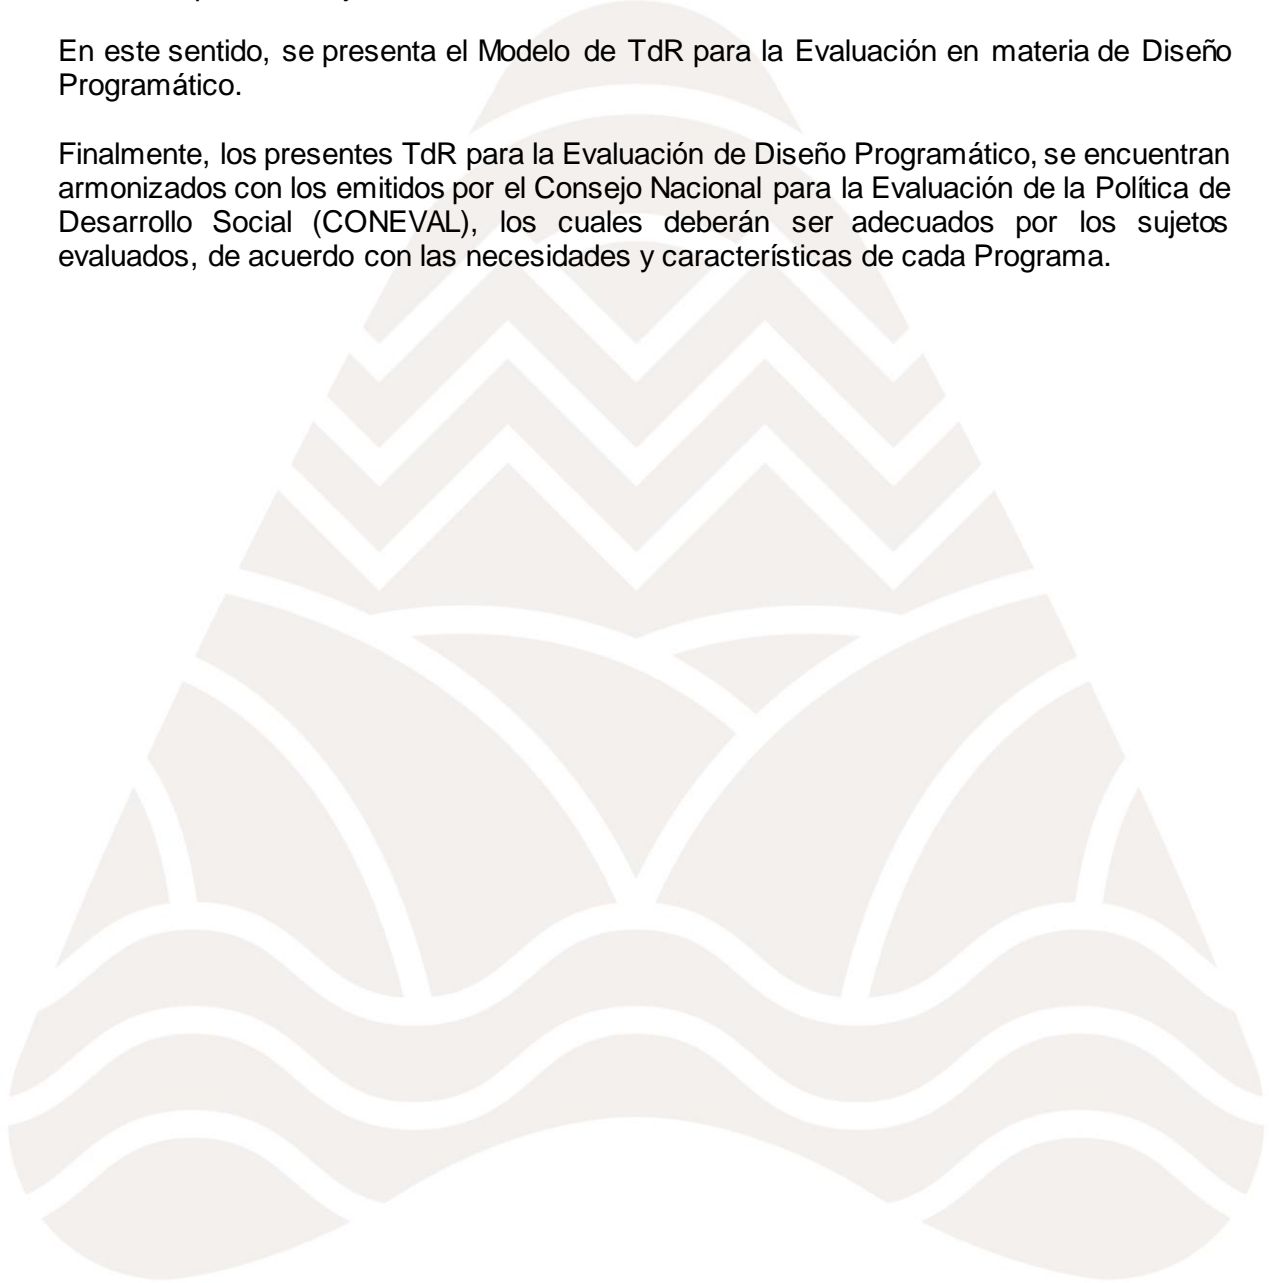 En este sentido, se presenta el Modelo de TdR para la Evaluación en materia de Diseño
Programático.
Finalmente, los presentes TdR para la Evaluación de Diseño Programático, se encuentran
armonizados con los emitidos por el Consejo Nacional para la Evaluación de la Política de
Desarrollo Social (CONEVAL), los cuales deberán ser adecuados por los sujetos
evaluados, de acuerdo con las necesidades y características de cada Programa.